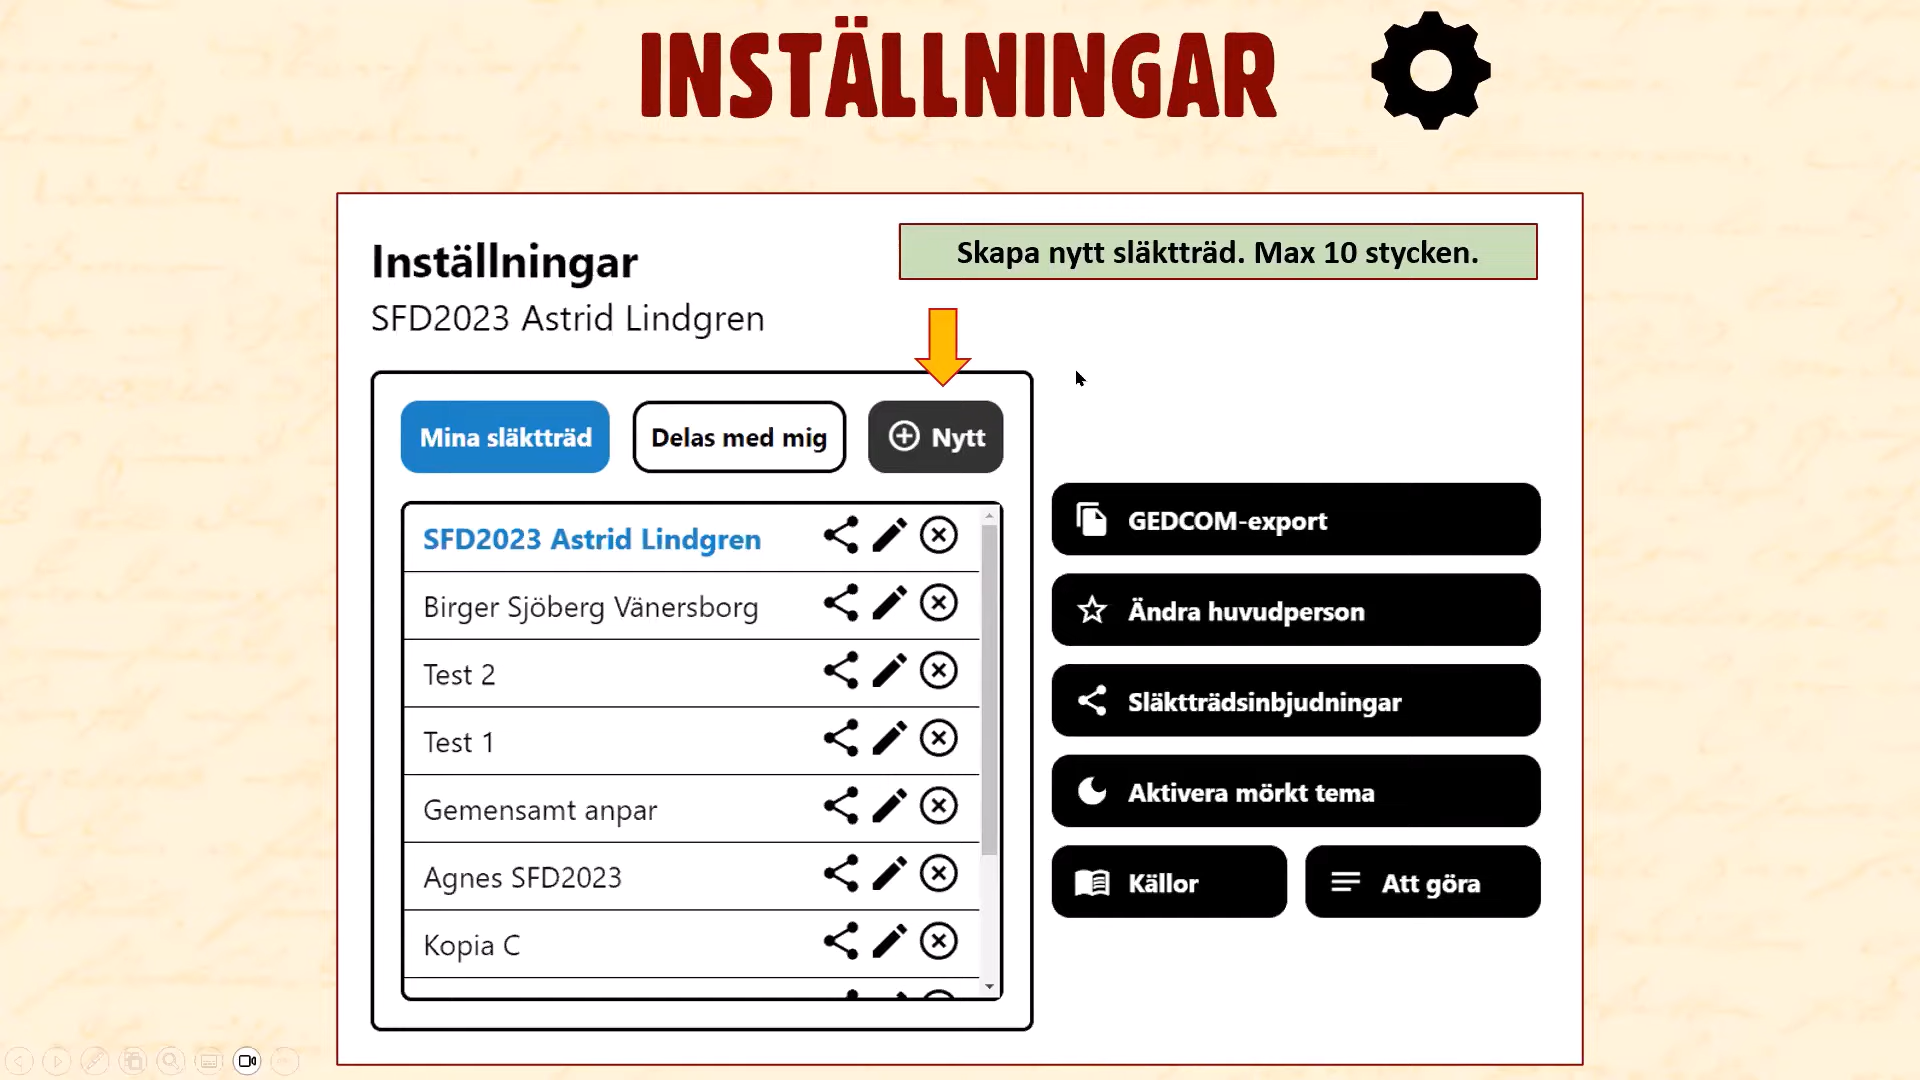 INSTÄLLNINGAR
Skapa nytt släktträd. Max 10 stycken.
Inställningar
SFD2023 Astrid Lindgren
Mina släktträd
Delas med mig
Nytt
SFD2023 Astrid Lindgren
Birger Sjöberg Vänersborg
Test 2
Test 1
Gemensamt anpar
Agnes SFD2023
Kopia C
GEDCOM-export
Ändra huvudperson
Släktträdsinbjudningar
Aktivera mörkt tema
Källor
Att göra